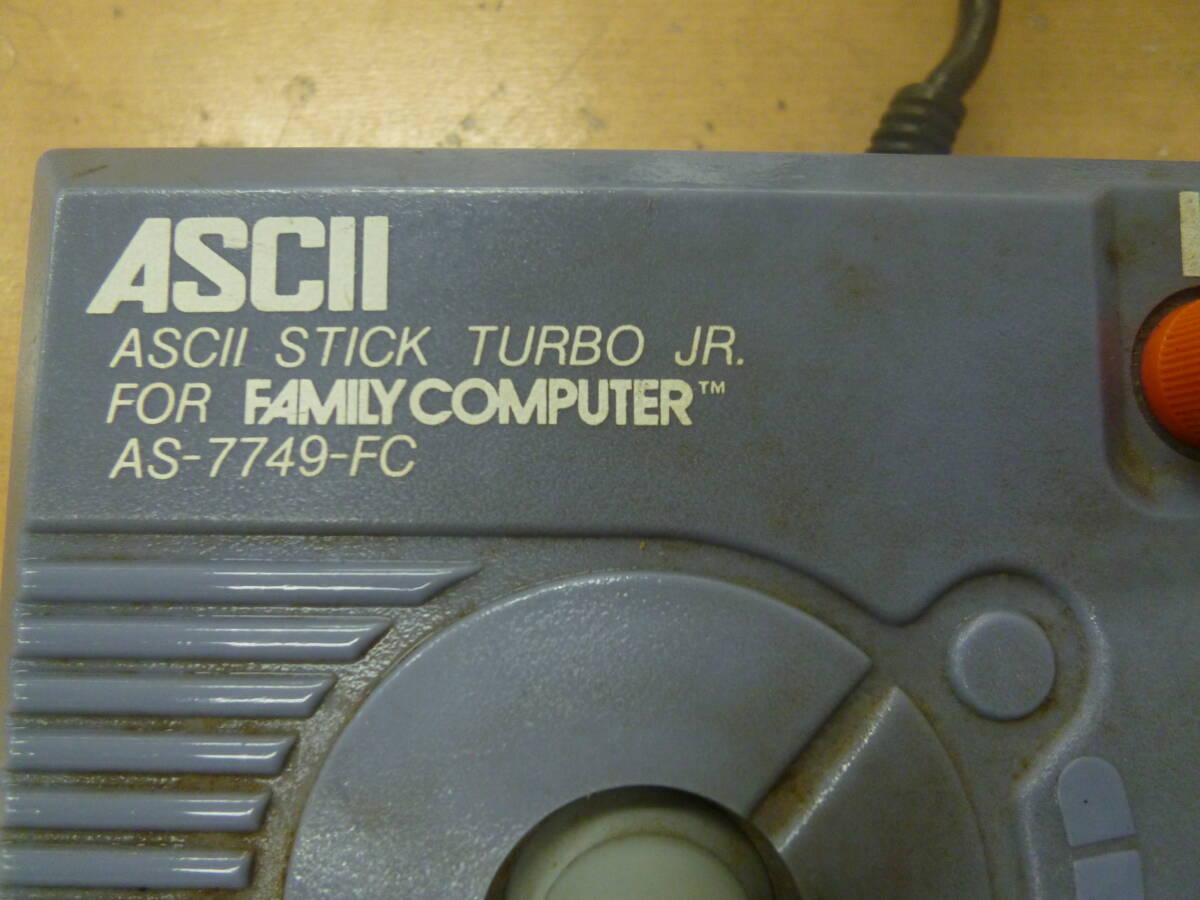 ASCII
ASCII STICK TURBO JR.
FOR FAMILY COMPUTER™
AS-7749-FC